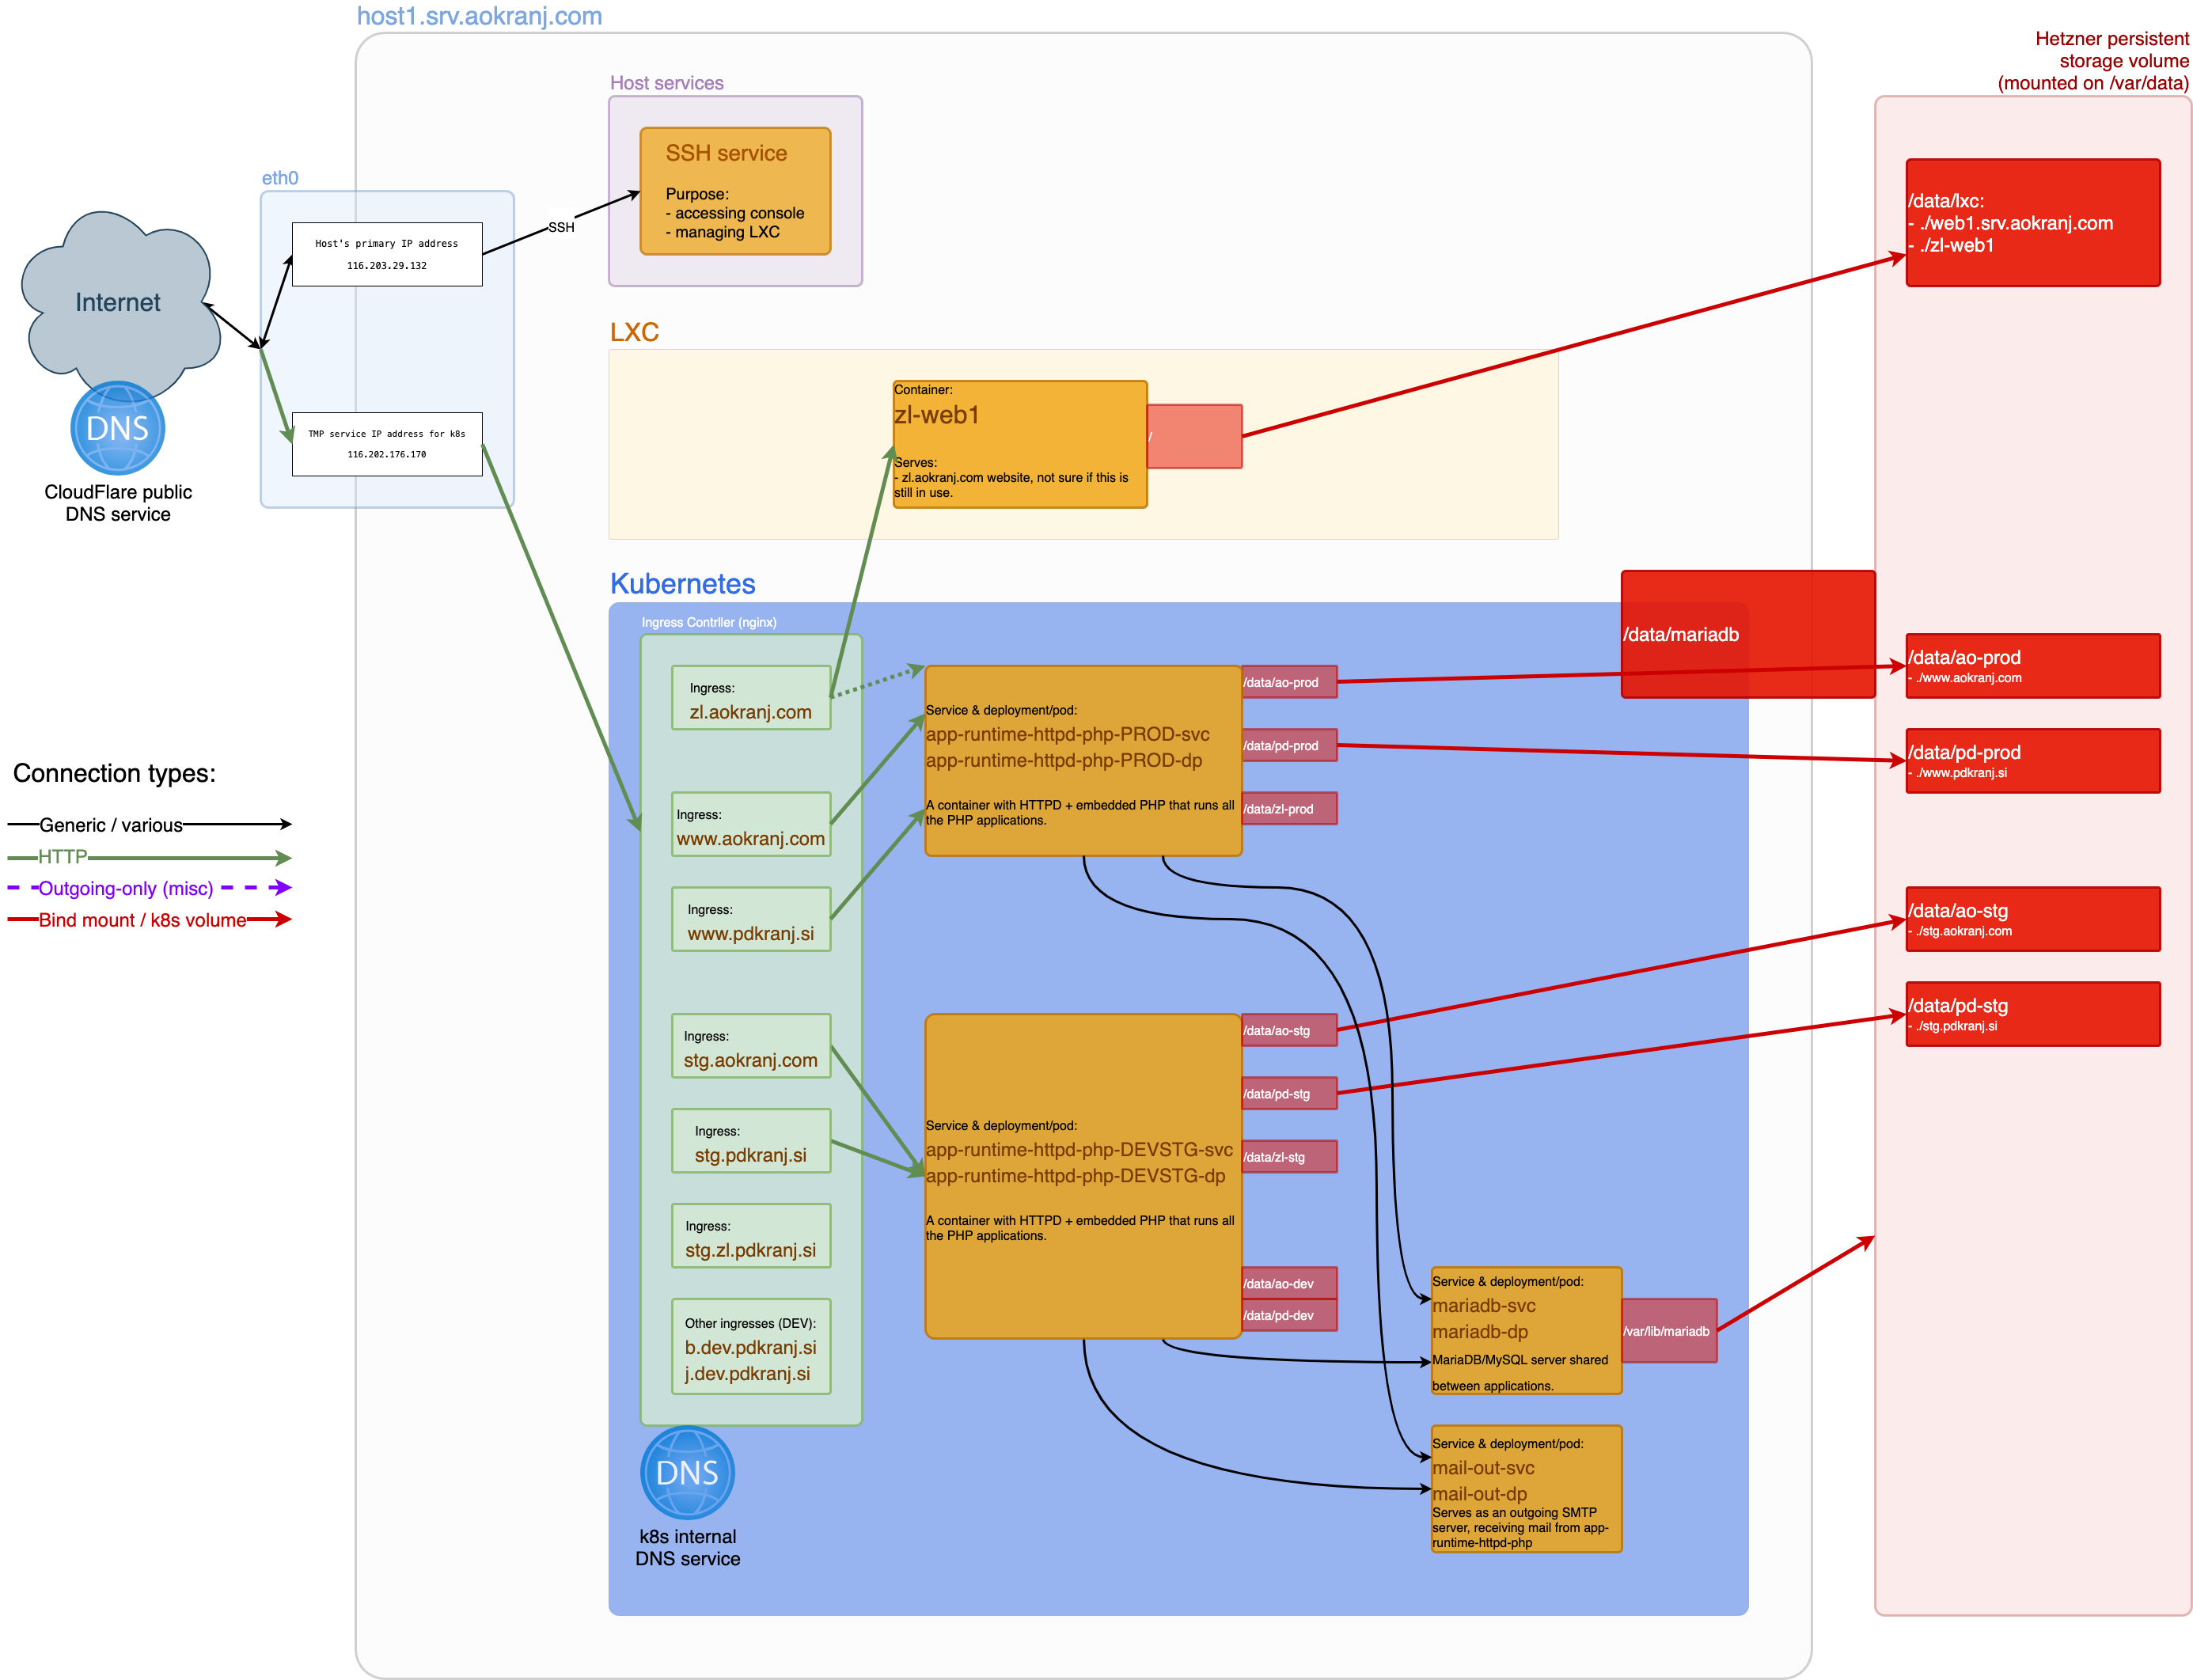 host1.srv.aokranj.com
Hetzner persistent
storage volume
(mounted on /var/data)
Host services
SSH service
Purpose:
- accessing console
- managing LXC
eth0
Host's primary IP address
116.203.29.132
SSH
TMP service IP address for k8s
116.202.176.170
Internet
DNS
CloudFlare public
DNS service
/data/lxc:
- ./web1.srv.aokranj.com
- ./zl-web1
LXC
Container:
zl-web1
Serves:
- zl.aokranj.com website, not sure if this is
still in use.
/
Kubernetes
Ingress Contrller (nginx)
Ingress:
zl.aokranj.com
Ingress:
www.aokranj.com
Ingress:
www.pdkranj.si
Ingress:
stg.aokranj.com
Ingress:
stg.pdkranj.si
Ingress:
stg.zl.pdkranj.si
Other ingresses (DEV):
b.dev.pdkranj.si
j.dev.pdkranj.si
DNS
k8s internal
DNS service
Service & deployment/pod:
app-runtime-httpd-php-PROD-svc
app-runtime-httpd-php-PROD-dp
A container with HTTPD + embedded PHP that runs all
the PHP applications.
/data/ao-prod
/data/pd-prod
/data/zl-prod
Service & deployment/pod:
app-runtime-httpd-php-DEVSTG-svc
app-runtime-httpd-php-DEVSTG-dp
A container with HTTPD + embedded PHP that runs all
the PHP applications.
/data/ao-stg
/data/pd-stg
/data/zl-stg
/data/ao-dev
/data/pd-dev
Service & deployment/pod:
mariadb-svc
mariadb-dp
MariaDB/MySQL server shared
between applications.
/var/lib/mariadb
Service & deployment/pod:
mail-out-svc
mail-out-dp
Serves as an outgoing SMTP
server, receiving mail from app-
runtime-httpd-php
/data/mariadb
/data/ao-prod
- ./www.aokranj.com
/data/pd-prod
- ./www.pdkranj.si
/data/ao-stg
- ./stg.aokranj.com
/data/pd-stg
- ./stg.pdkranj.si
Connection types:
Generic / various
HTTP
Outgoing-only (misc)
Bind mount / k8s volume